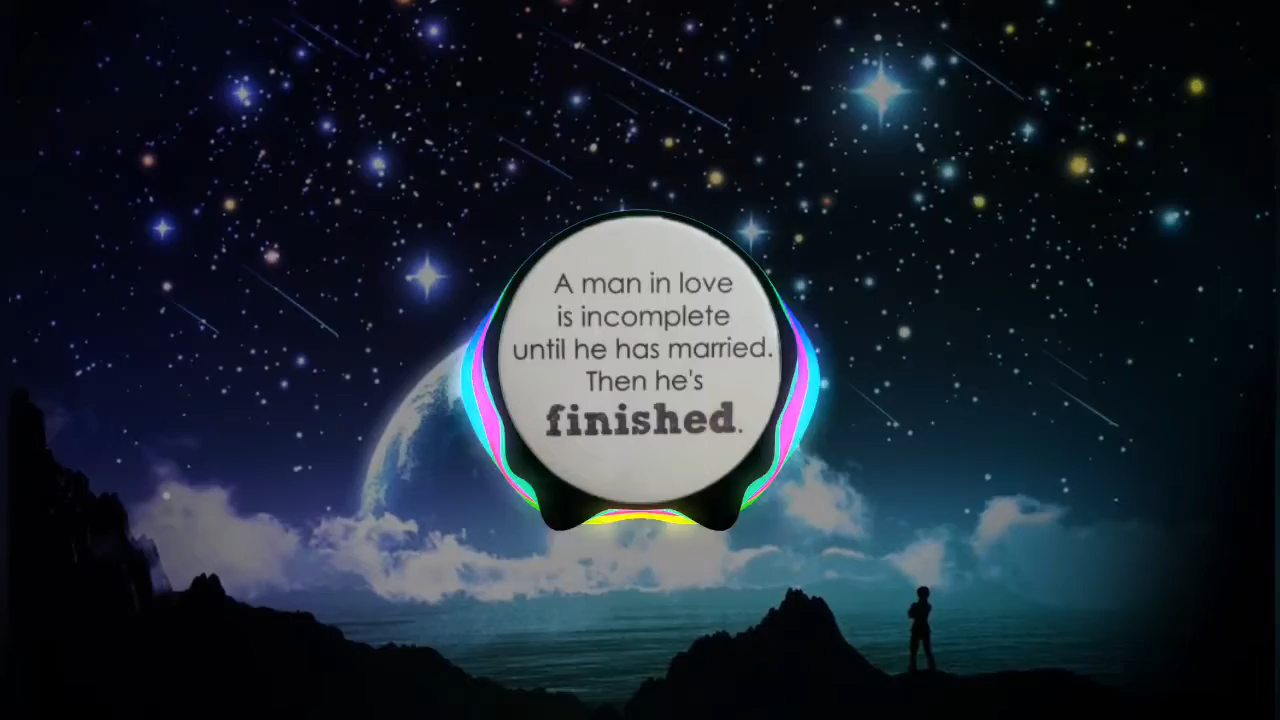 A man in love
is incomplete
until he has married.
Then he's
finished.